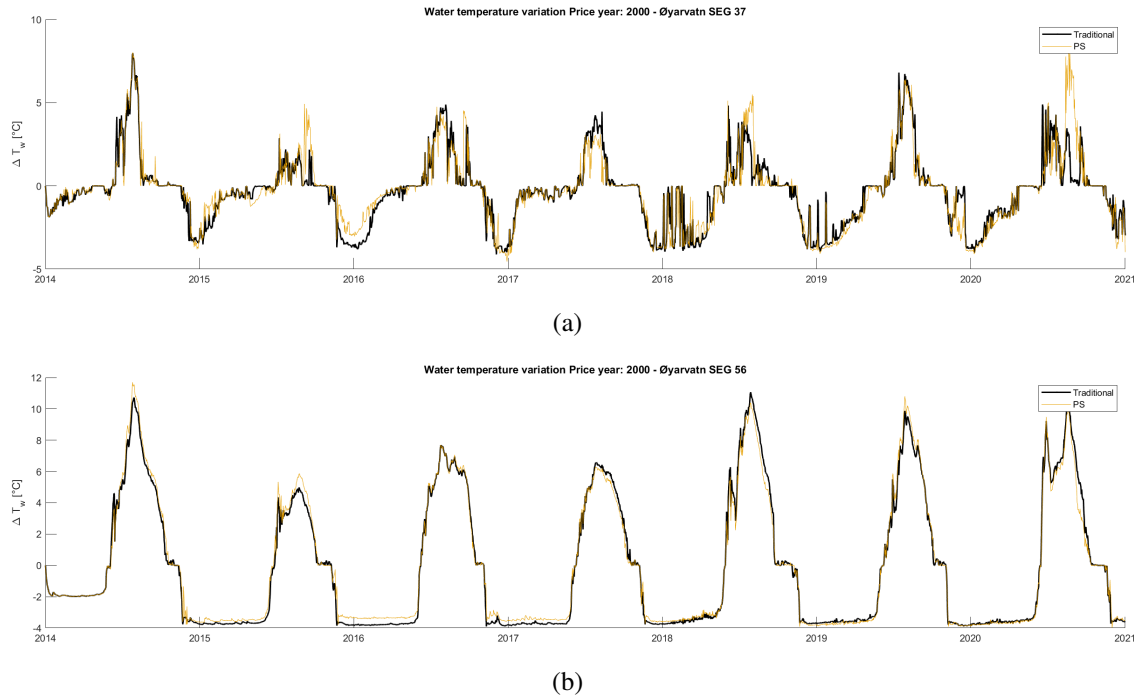 Water temperature variation Price year: 2000 - Øyarvatn SEG 37
Traditional
PS
Δ T_w [°C]
10
5
0
-5
2014 2015 2016 2017 2018 2019 2020 2021
(a)
Water temperature variation Price year: 2000 - Øyarvatn SEG 56
Traditional
PS
Δ T_w [°C]
12
10
8
6
4
2
0
-2
-4
2014 2015 2016 2017 2018 2019 2020 2021
(b)